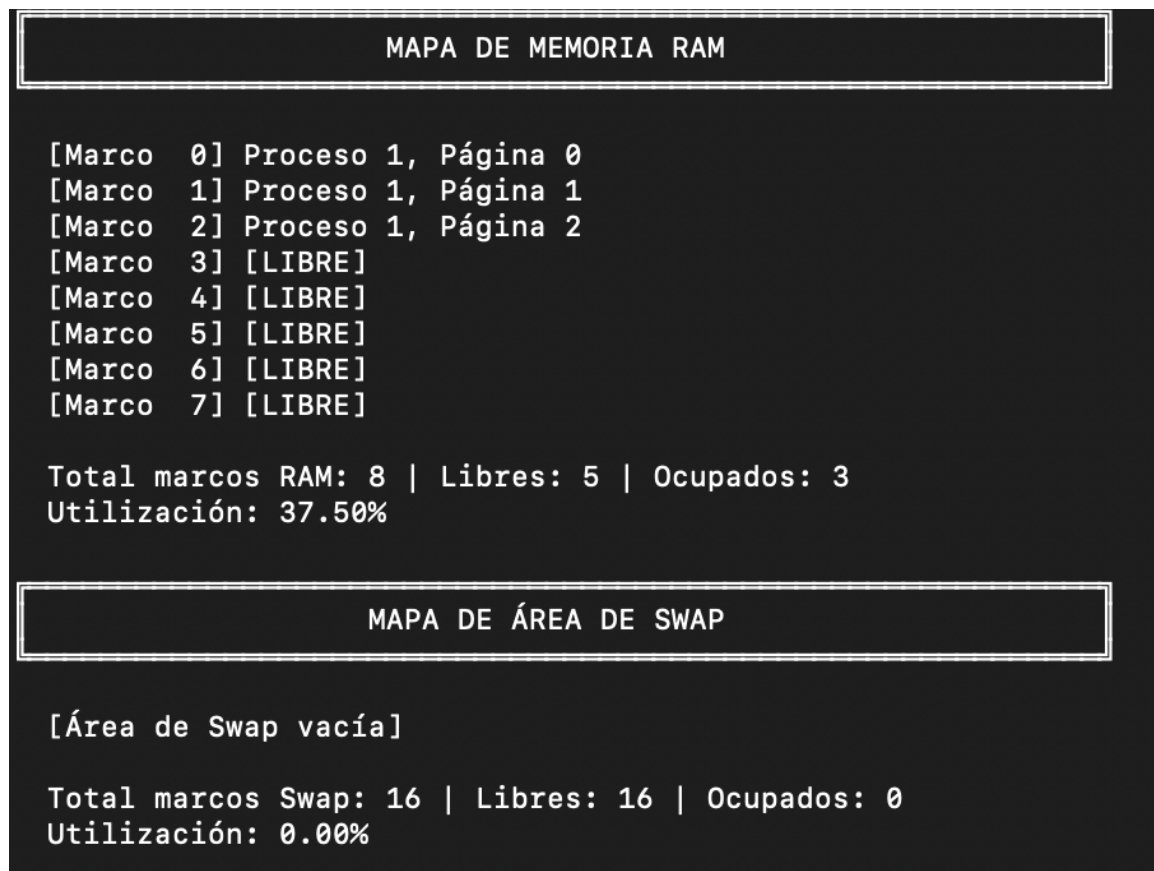 MAPA DE MEMORIA RAM
[Marco  0] Proceso 1, Página 0
[Marco  1] Proceso 1, Página 1
[Marco  2] Proceso 1, Página 2
[Marco  3] [LIBRE]
[Marco  4] [LIBRE]
[Marco  5] [LIBRE]
[Marco  6] [LIBRE]
[Marco  7] [LIBRE]
Total marcos RAM: 8 | Libres: 5 | Ocupados: 3
Utilización: 37.50%
MAPA DE ÁREA DE SWAP
[Área de Swap vacía]
Total marcos Swap: 16 | Libres: 16 | Ocupados: 0
Utilización: 0.00%